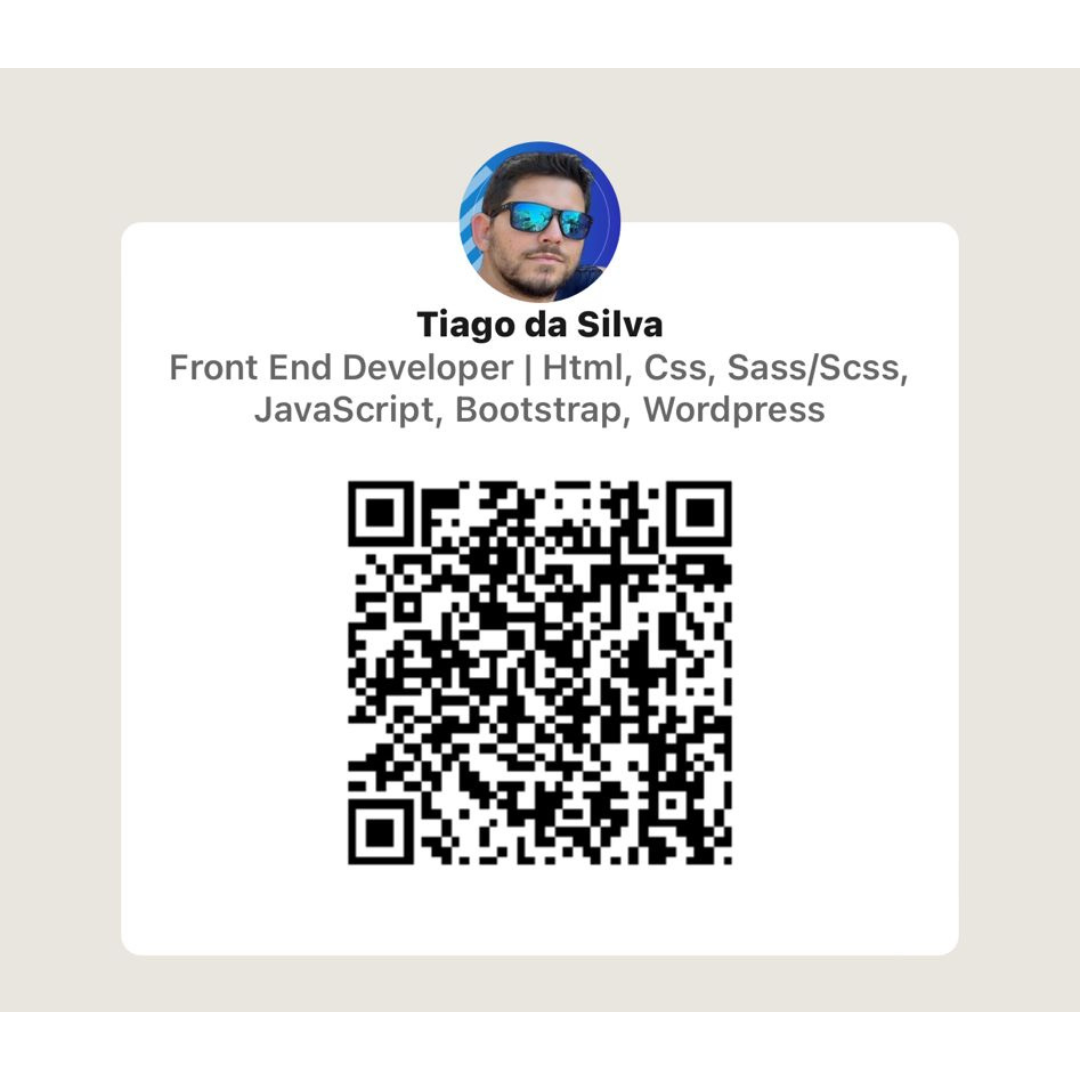 Tiago da Silva
Front End Developer | Html, Css, Sass/Scss,
JavaScript, Bootstrap, Wordpress